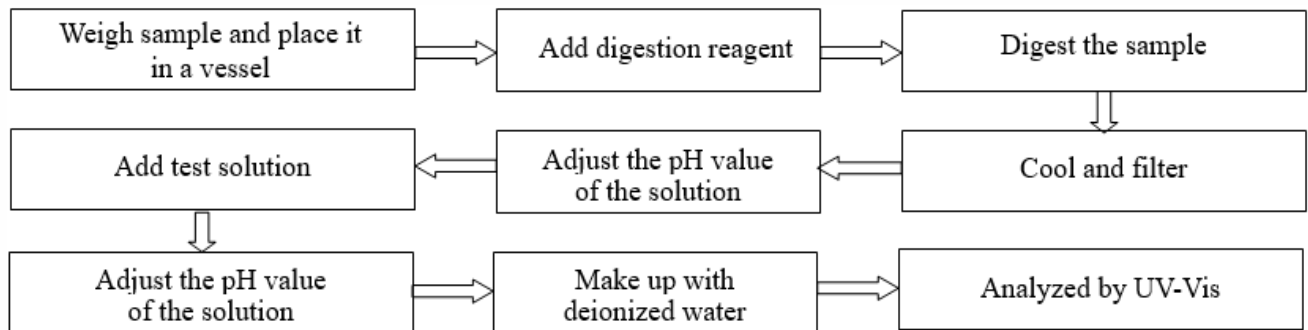 Weigh sample and place it
in a vessel
Add digestion reagent
Digest the sample
Cool and filter
Adjust the pH value
of the solution
Add test solution
Adjust the pH value
of the solution
Make up with
deionized water
Analyzed by UV-Vis